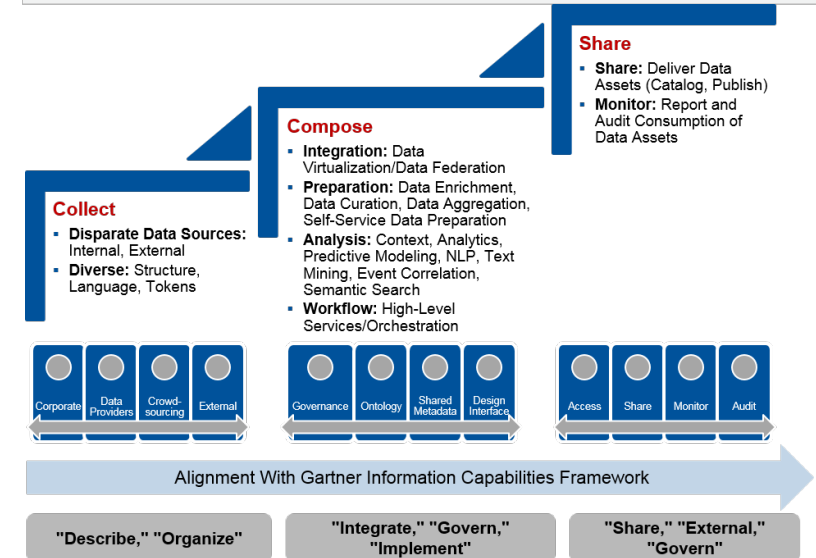 Share
▪ Share: Deliver Data
Assets (Catalog, Publish)
▪ Monitor: Report and
Audit Consumption of
Data Assets
Compose
▪ Integration: Data
Virtualization/Data Federation
▪ Preparation: Data Enrichment,
Data Curation, Data Aggregation,
Self-Service Data Preparation
▪ Analysis: Context, Analytics,
Predictive Modeling, NLP, Text
Mining, Event Correlation,
Semantic Search
▪ Workflow: High-Level
Services/Orchestration
Collect
▪ Disparate Data Sources:
Internal, External
▪ Diverse: Structure,
Language, Tokens
Corporate
Data
Providers
Crowd-
sourcing
External
Governance
Ontology
Shared
Metadata
Design
Interface
Access
Share
Monitor
Audit
Alignment With Gartner Information Capabilities Framework
"Describe," "Organize"
"Integrate," "Govern,"
"Implement"
"Share," "External,"
"Govern"